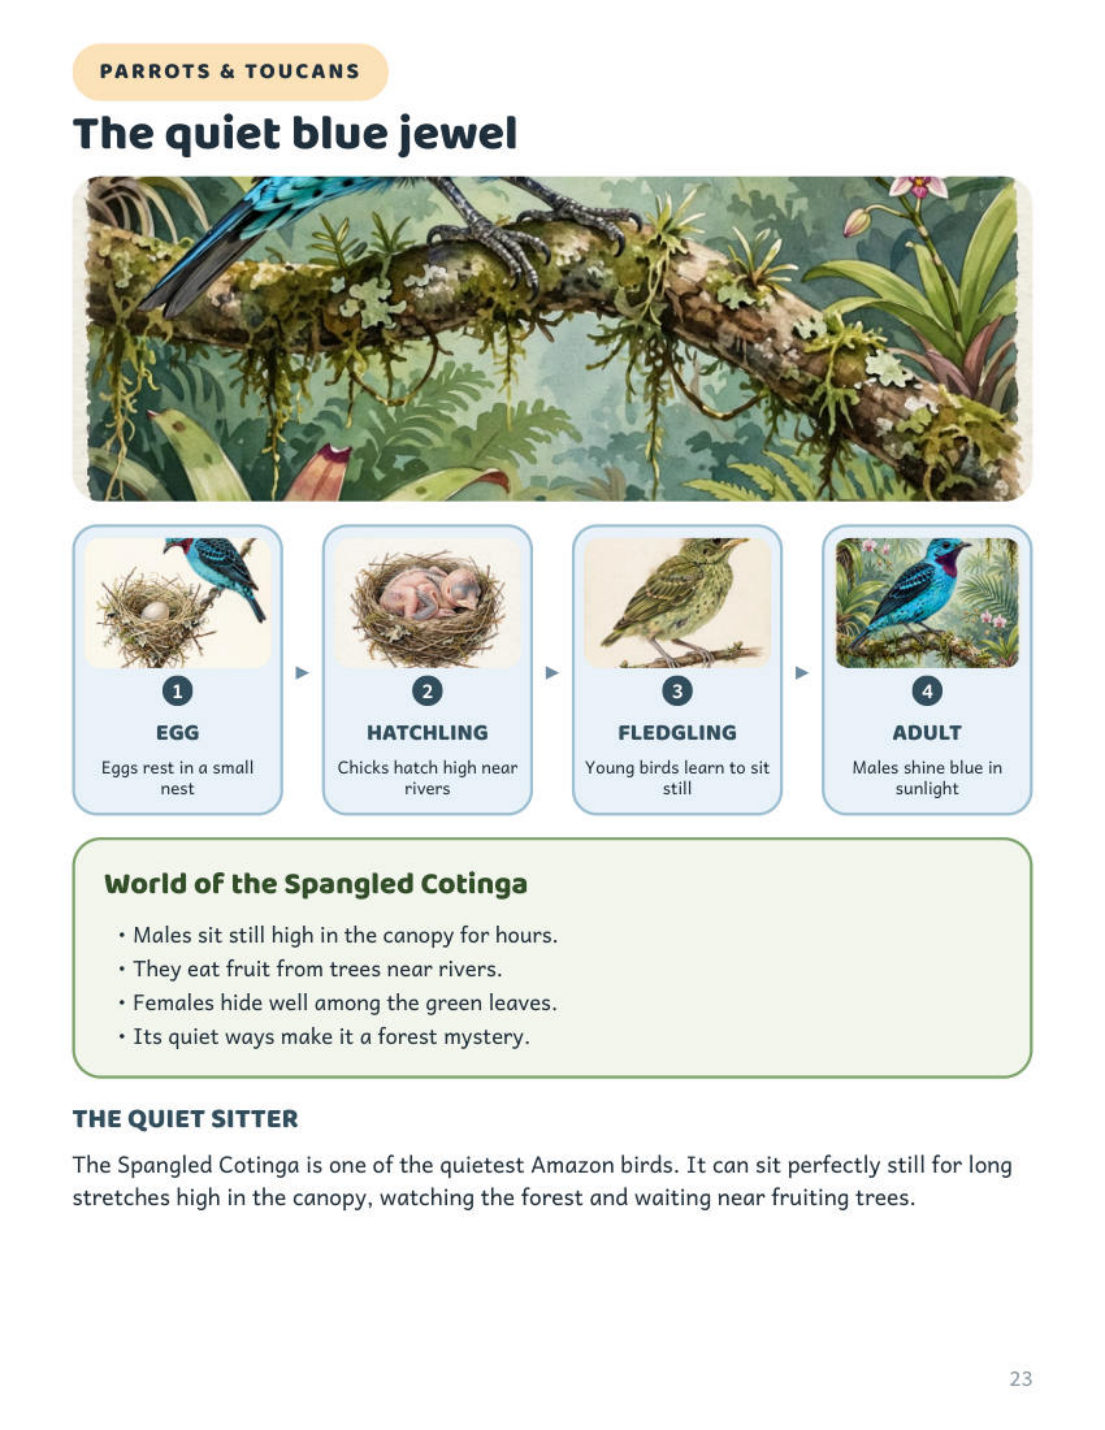 PARROTS & TOUCANS
The quiet blue jewel
1
EGG
Eggs rest in a small
nest
2
HATCHLING
Chicks hatch high near
rivers
3
FLEDGLING
Young birds learn to sit
still
4
ADULT
Males shine blue in
sunlight
World of the Spangled Cotinga
• Males sit still high in the canopy for hours.
• They eat fruit from trees near rivers.
• Females hide well among the green leaves.
• Its quiet ways make it a forest mystery.
THE QUIET SITTER
The Spangled Cotinga is one of the quietest Amazon birds. It can sit perfectly still for long
stretches high in the canopy, watching the forest and waiting near fruiting trees.
23